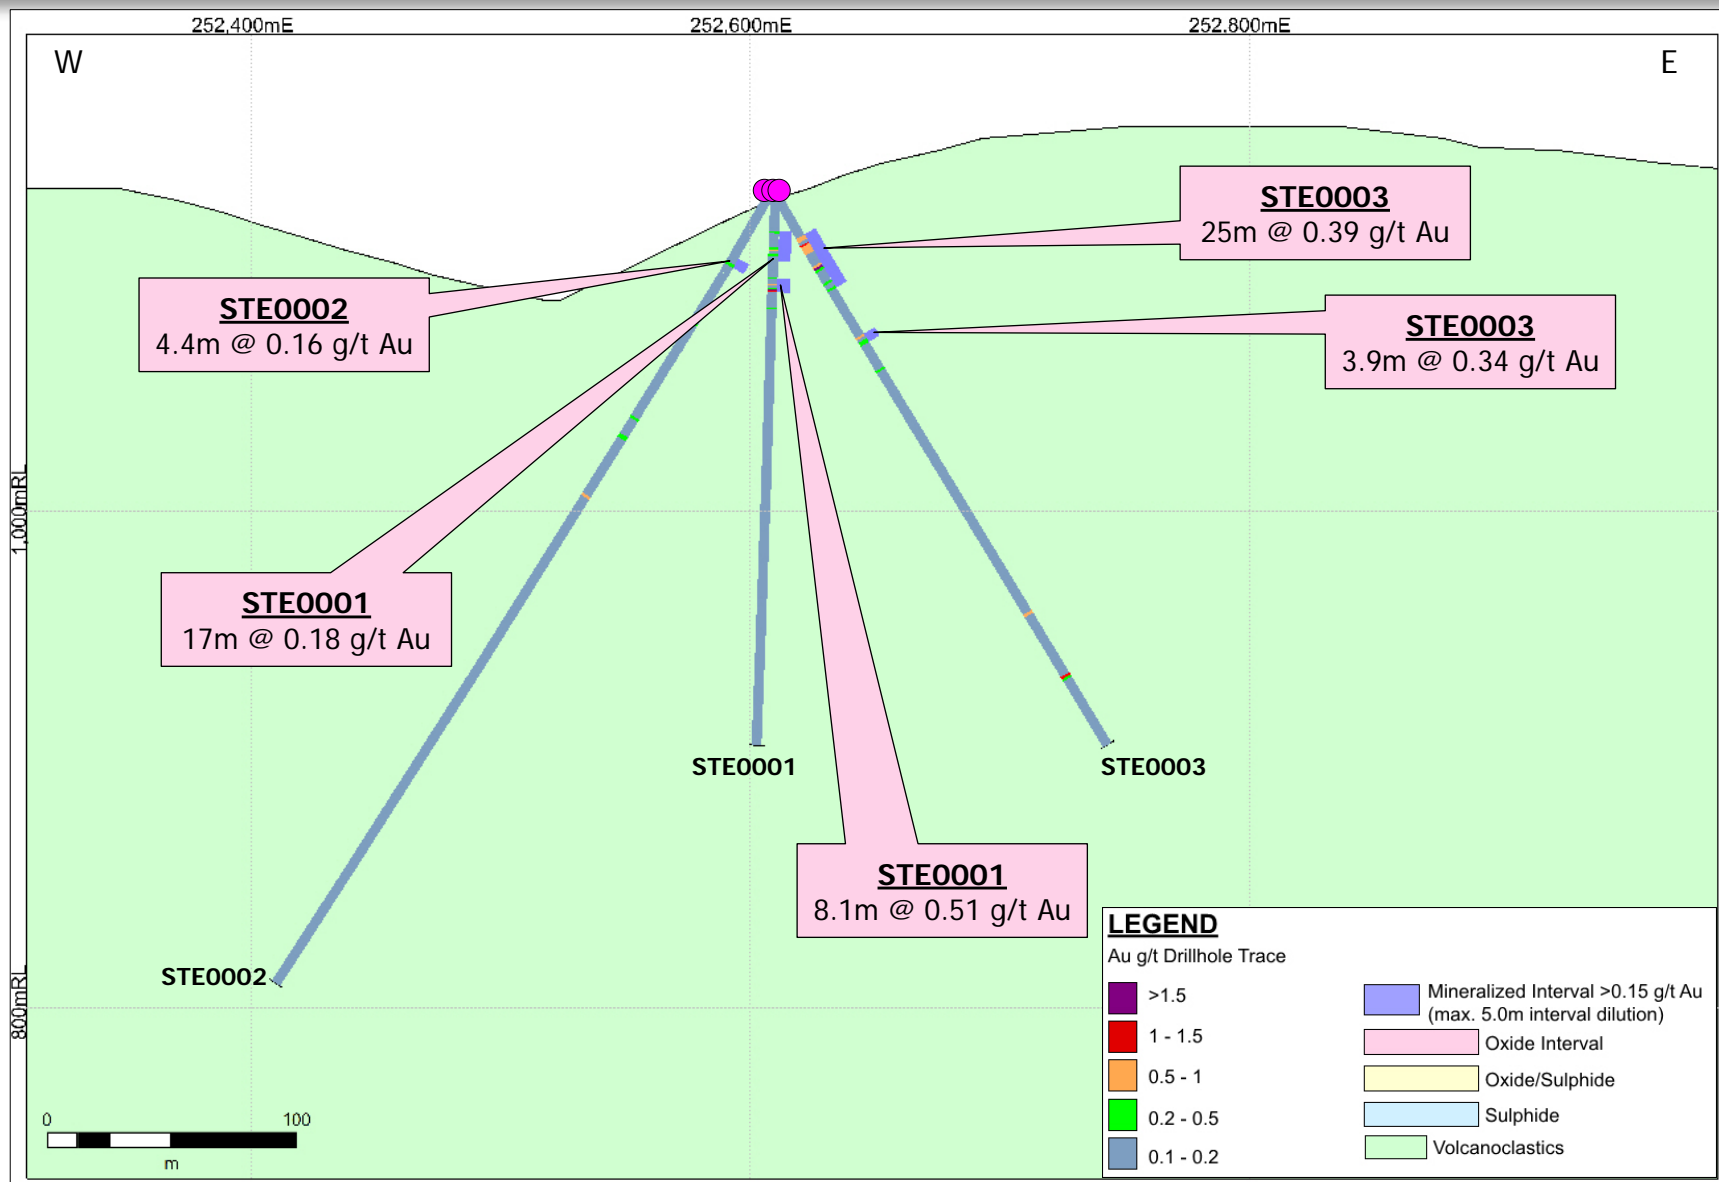 252,400mE
252,600mE
252.800mE
W
E
STE0003
25m @ 0.39 g/t Au
STE0002
4.4m @ 0.16 g/t Au
STE0003
3.9m @ 0.34 g/t Au
1,000mRL
STE0001
17m @ 0.18 g/t Au
STE0001
STE0003
STE0001
8.1m @ 0.51 g/t Au
STE0002
800mRL
LEGEND
Au g/t Drillhole Trace
>1.5
1 - 1.5
0.5 - 1
0.2 - 0.5
0.1 - 0.2
Mineralized Interval >0.15 g/t Au
(max. 5.0m interval dilution)
Oxide Interval
Oxide/Sulphide
Sulphide
Volcanoclastics
0
100
m